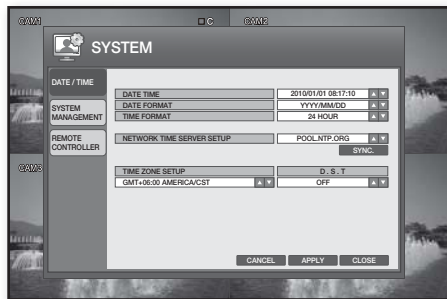 CAM1 C CAM2
SYSTEM
DATE / TIME
SYSTEM
MANAGEMENT
REMOTE
CONTROLLER
DATE TIME 2010/01/01 08:17:10
DATE FORMAT YYYY/MM/DD
TIME FORMAT 24 HOUR
NETWORK TIME SERVER SETUP POOL.NTP.ORG
SYNC.
TIME ZONE SETUP D . S . T
GMT+06:00 AMERICA/CST OFF
CAM3
CANCEL APPLY CLOSE